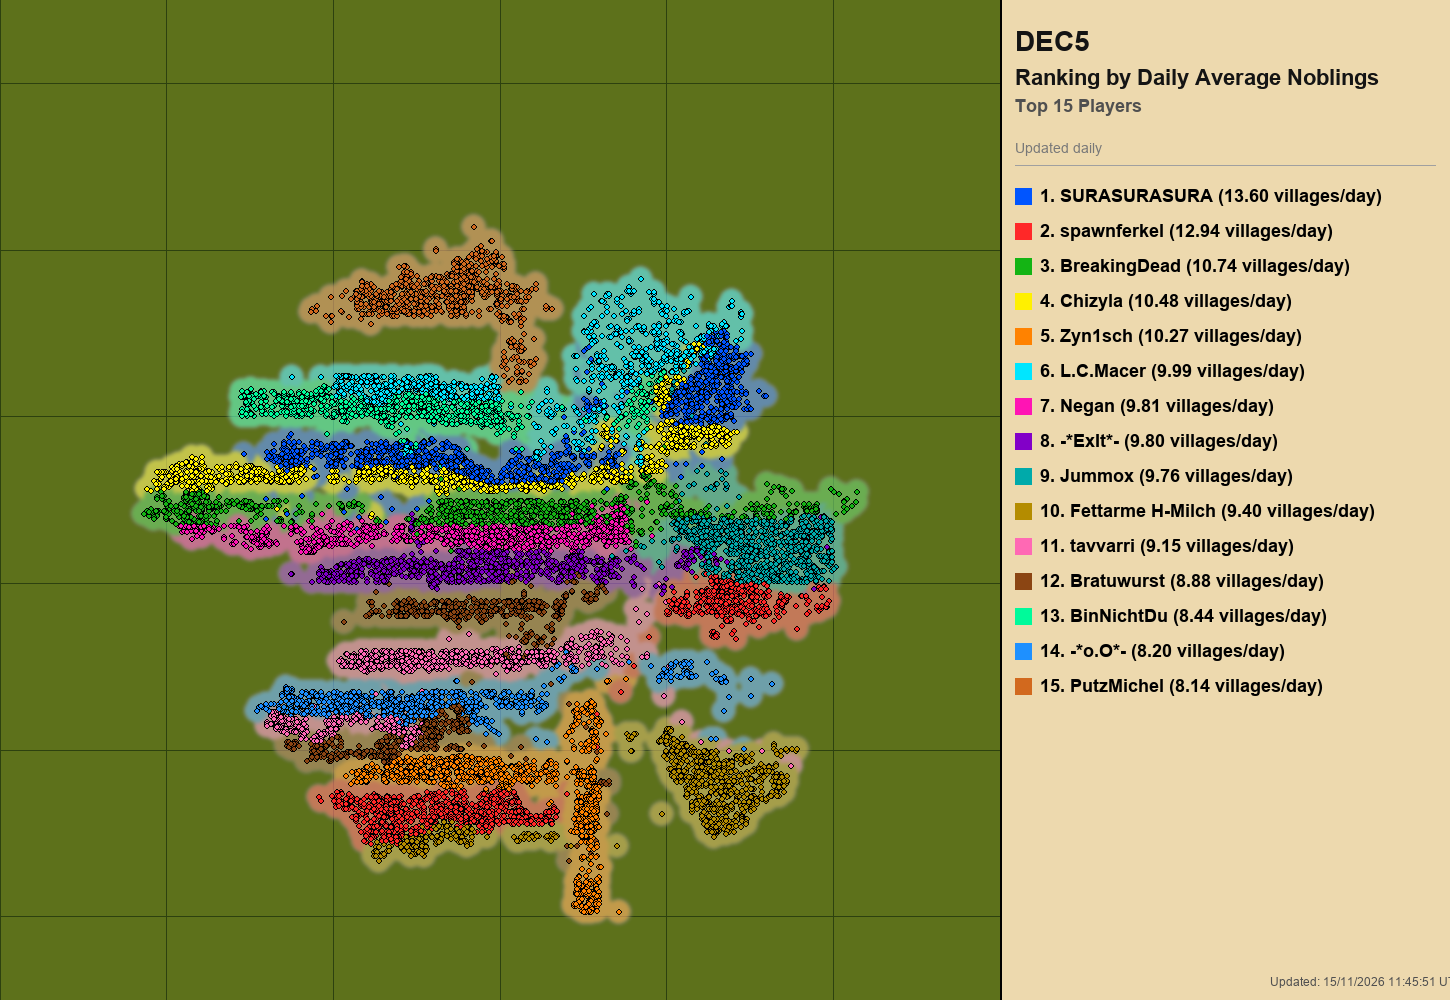 DEC5
Ranking by Daily Average Noblings
Top 15 Players
Updated daily
1. SURASURASURA (13.60 villages/day)
2. spawnferkel (12.94 villages/day)
3. BreakingDead (10.74 villages/day)
4. Chizyla (10.48 villages/day)
5. Zyn1sch (10.27 villages/day)
6. L.C.Macer (9.99 villages/day)
7. Negan (9.81 villages/day)
8. -*ExIt*- (9.80 villages/day)
9. Jummox (9.76 villages/day)
10. Fettarme H-Milch (9.40 villages/day)
11. tavvarri (9.15 villages/day)
12. Bratuwurst (8.88 villages/day)
13. BinNichtDu (8.44 villages/day)
14. -*o.O*- (8.20 villages/day)
15. PutzMichel (8.14 villages/day)
Updated: 15/11/2026 11:45:51